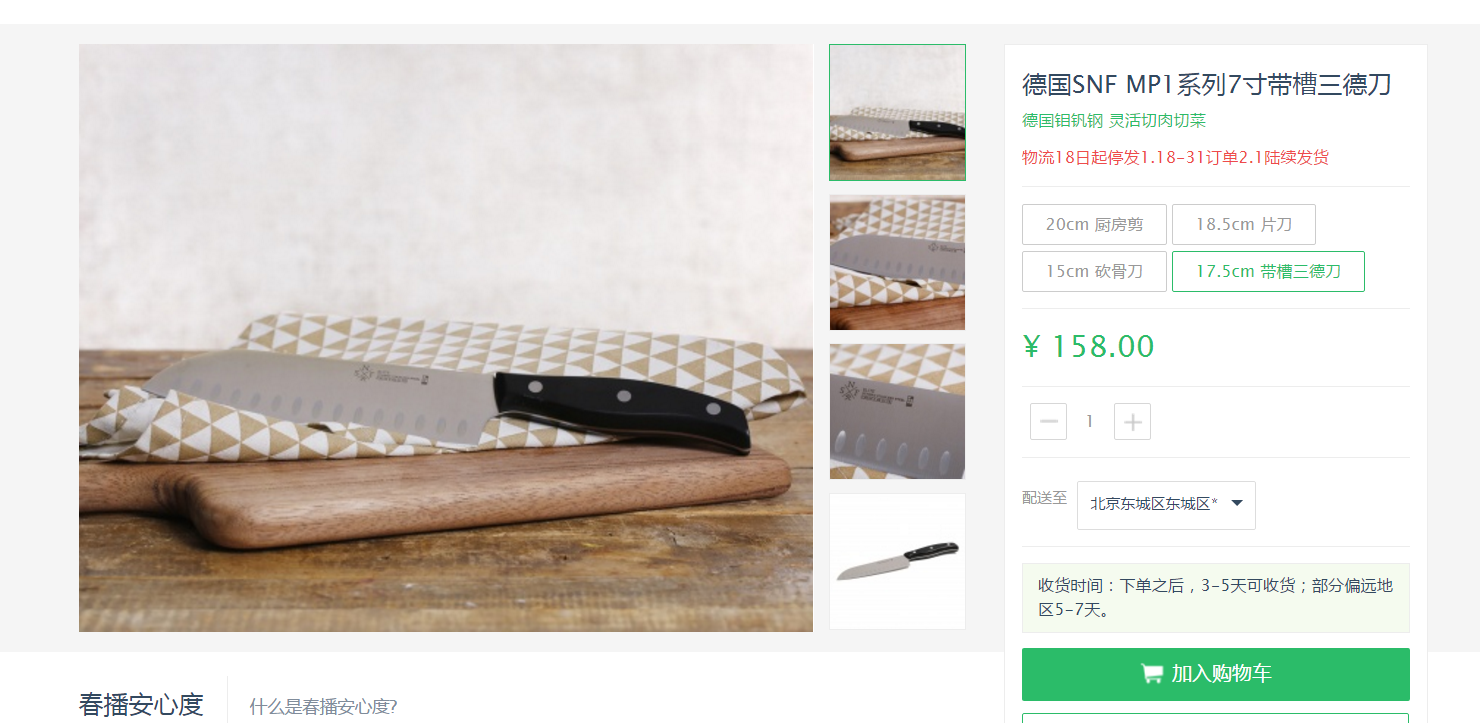 德国SNF MP1系列7寸带槽三德刀
德国钼钒钢 灵活切肉切菜
物流18日起停发1.18-31订单2.1陆续发货
20cm 厨房剪
18.5cm 片刀
15cm 砍骨刀
17.5cm 带槽三德刀
¥ 158.00
1
配送至
北京东城区东城区*
收货时间：下单之后，3-5天可收货；部分偏远地
区5-7天。
加入购物车
春播安心度
什么是春播安心度?